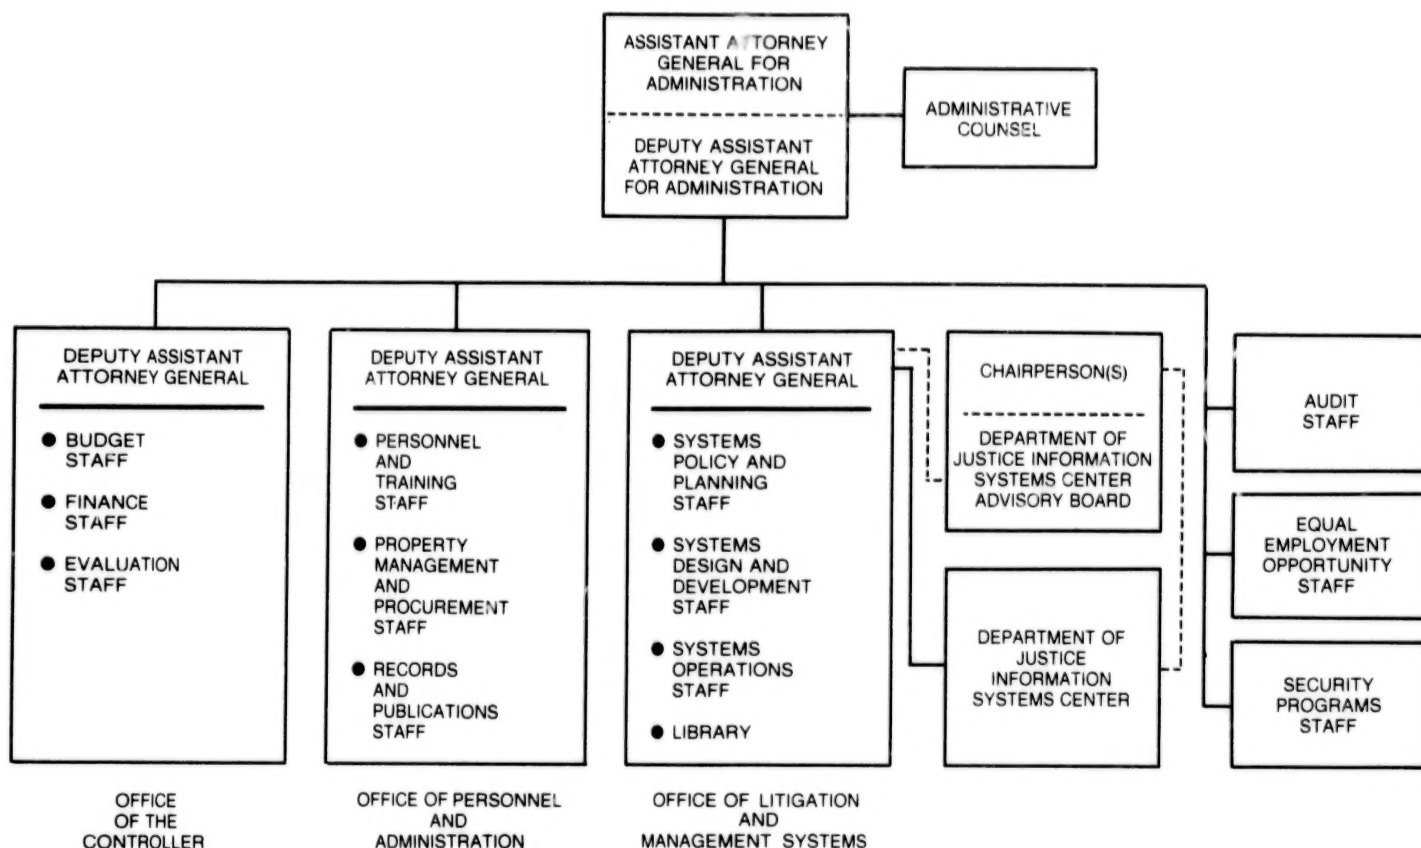 ASSISTANT ATTORNEY
GENERAL FOR
ADMINISTRATION
DEPUTY ASSISTANT
ATTORNEY GENERAL
FOR ADMINISTRATION
ADMINISTRATIVE
COUNSEL
DEPUTY ASSISTANT
ATTORNEY GENERAL
● BUDGET
STAFF
● FINANCE
STAFF
● EVALUATION
STAFF
OFFICE
OF THE
CONTROLLER
DEPUTY ASSISTANT
ATTORNEY GENERAL
● PERSONNEL
AND
TRAINING
STAFF
● PROPERTY
MANAGEMENT
AND
PROCUREMENT
STAFF
● RECORDS
AND
PUBLICATIONS
STAFF
OFFICE OF PERSONNEL
AND
ADMINISTRATION
DEPUTY ASSISTANT
ATTORNEY GENERAL
● SYSTEMS
POLICY AND
PLANNING
STAFF
● SYSTEMS
DESIGN AND
DEVELOPMENT
STAFF
● SYSTEMS
OPERATIONS
STAFF
● LIBRARY
OFFICE OF LITIGATION
AND
MANAGEMENT SYSTEMS
CHAIRPERSON(S)
DEPARTMENT OF
JUSTICE INFORMATION
SYSTEMS CENTER
ADVISORY BOARD
DEPARTMENT OF
JUSTICE
INFORMATION
SYSTEMS CENTER
AUDIT
STAFF
EQUAL
EMPLOYMENT
OPPORTUNITY
STAFF
SECURITY
PROGRAMS
STAFF